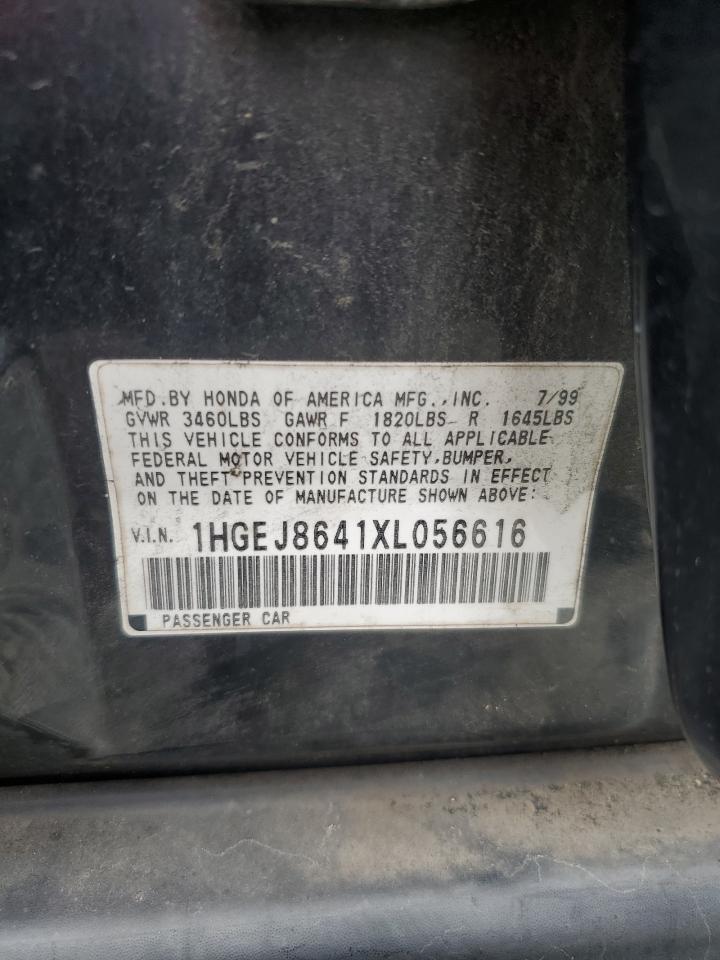 MFD.BY HONDA OF AMERICA MFG.,INC. 7/99
GVWR 3460LBS GAWR F 1820LBS R 1645LBS
THIS VEHICLE CONFORMS TO ALL APPLICABLE
FEDERAL MOTOR VEHICLE SAFETY,BUMPER,
AND THEFT PREVENTION STANDARDS IN EFFECT
ON THE DATE OF MANUFACTURE SHOWN ABOVE:
V.I.N. 1HGEJ8641XL056616
PASSENGER CAR